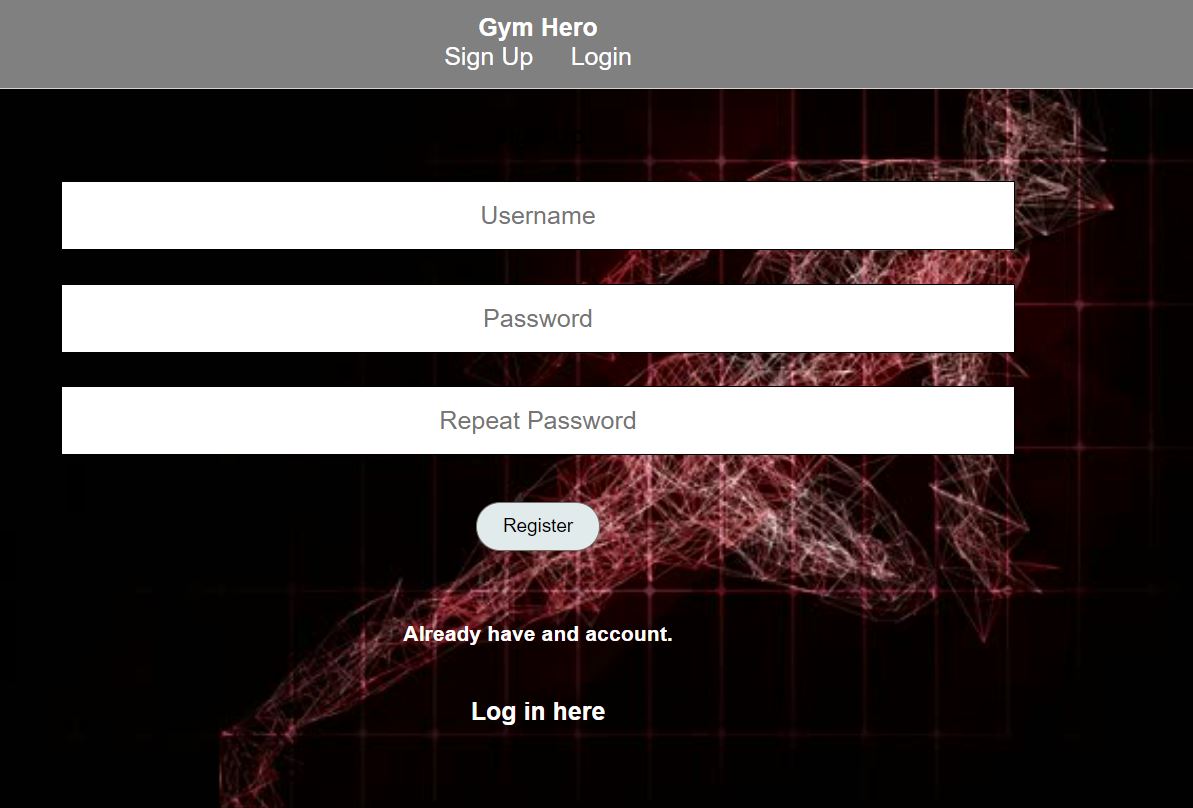 Gym Hero
Sign Up Login
Username
Password
Repeat Password
Register
Already have and account.
Log in here